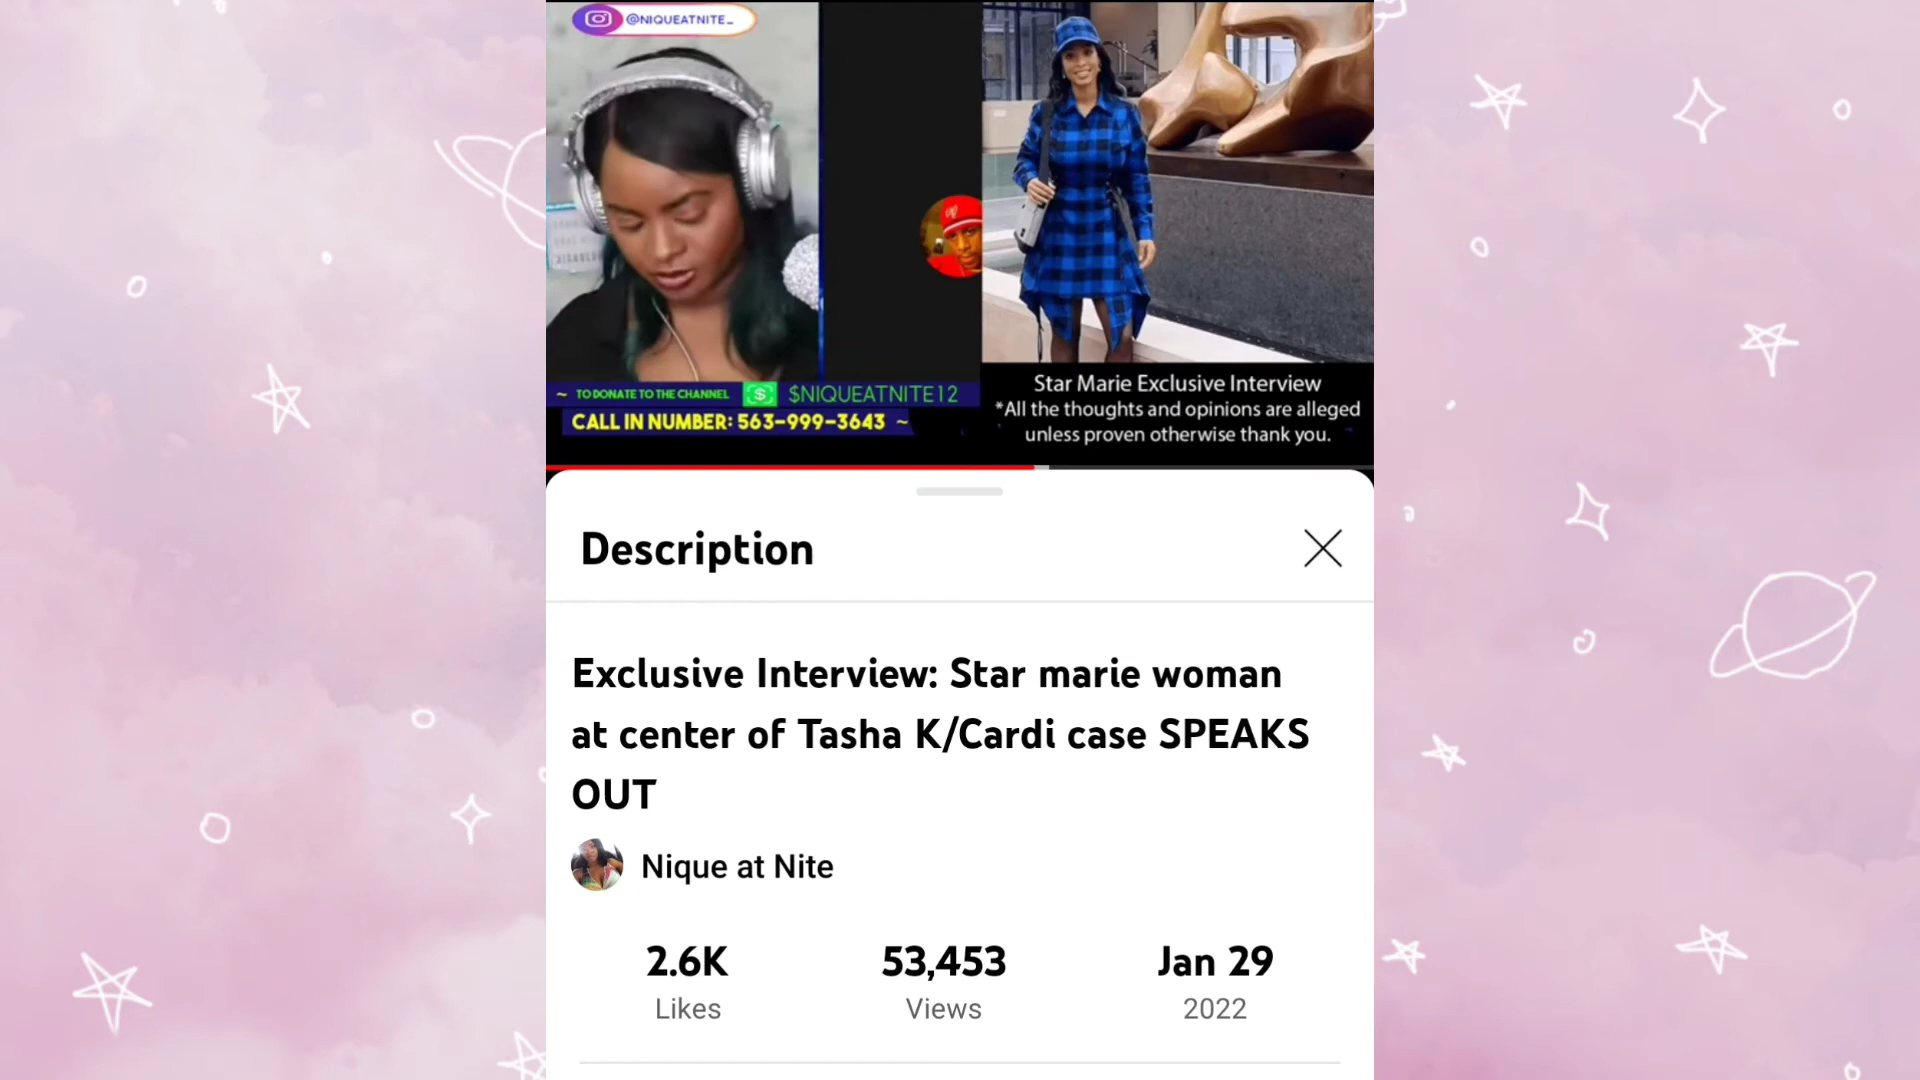 @NIQUEATNITE_
~ TO DONATE TO THE CHANNEL $ $NIQUEATNITE12
CALL IN NUMBER: 563-999-3643 ~
Star Marie Exclusive Interview
*All the thoughts and opinions are alleged
unless proven otherwise thank you.
Description
Exclusive Interview: Star marie woman
at center of Tasha K/Cardi case SPEAKS
OUT
Nique at Nite
2.6K 53,453 Jan 29
Likes Views 2022